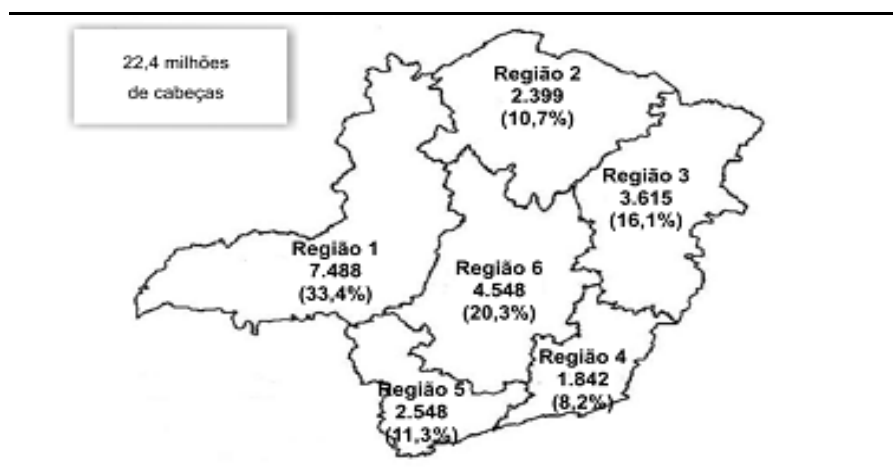 22,4 milhões
de cabeças
Região 2
2.399
(10,7%)
Região 3
3.615
(16,1%)
Região 1
7.488
(33,4%)
Região 6
4.548
(20,3%)
Região 4
1.842
(8,2%)
Região 5
2.548
(11,3%)